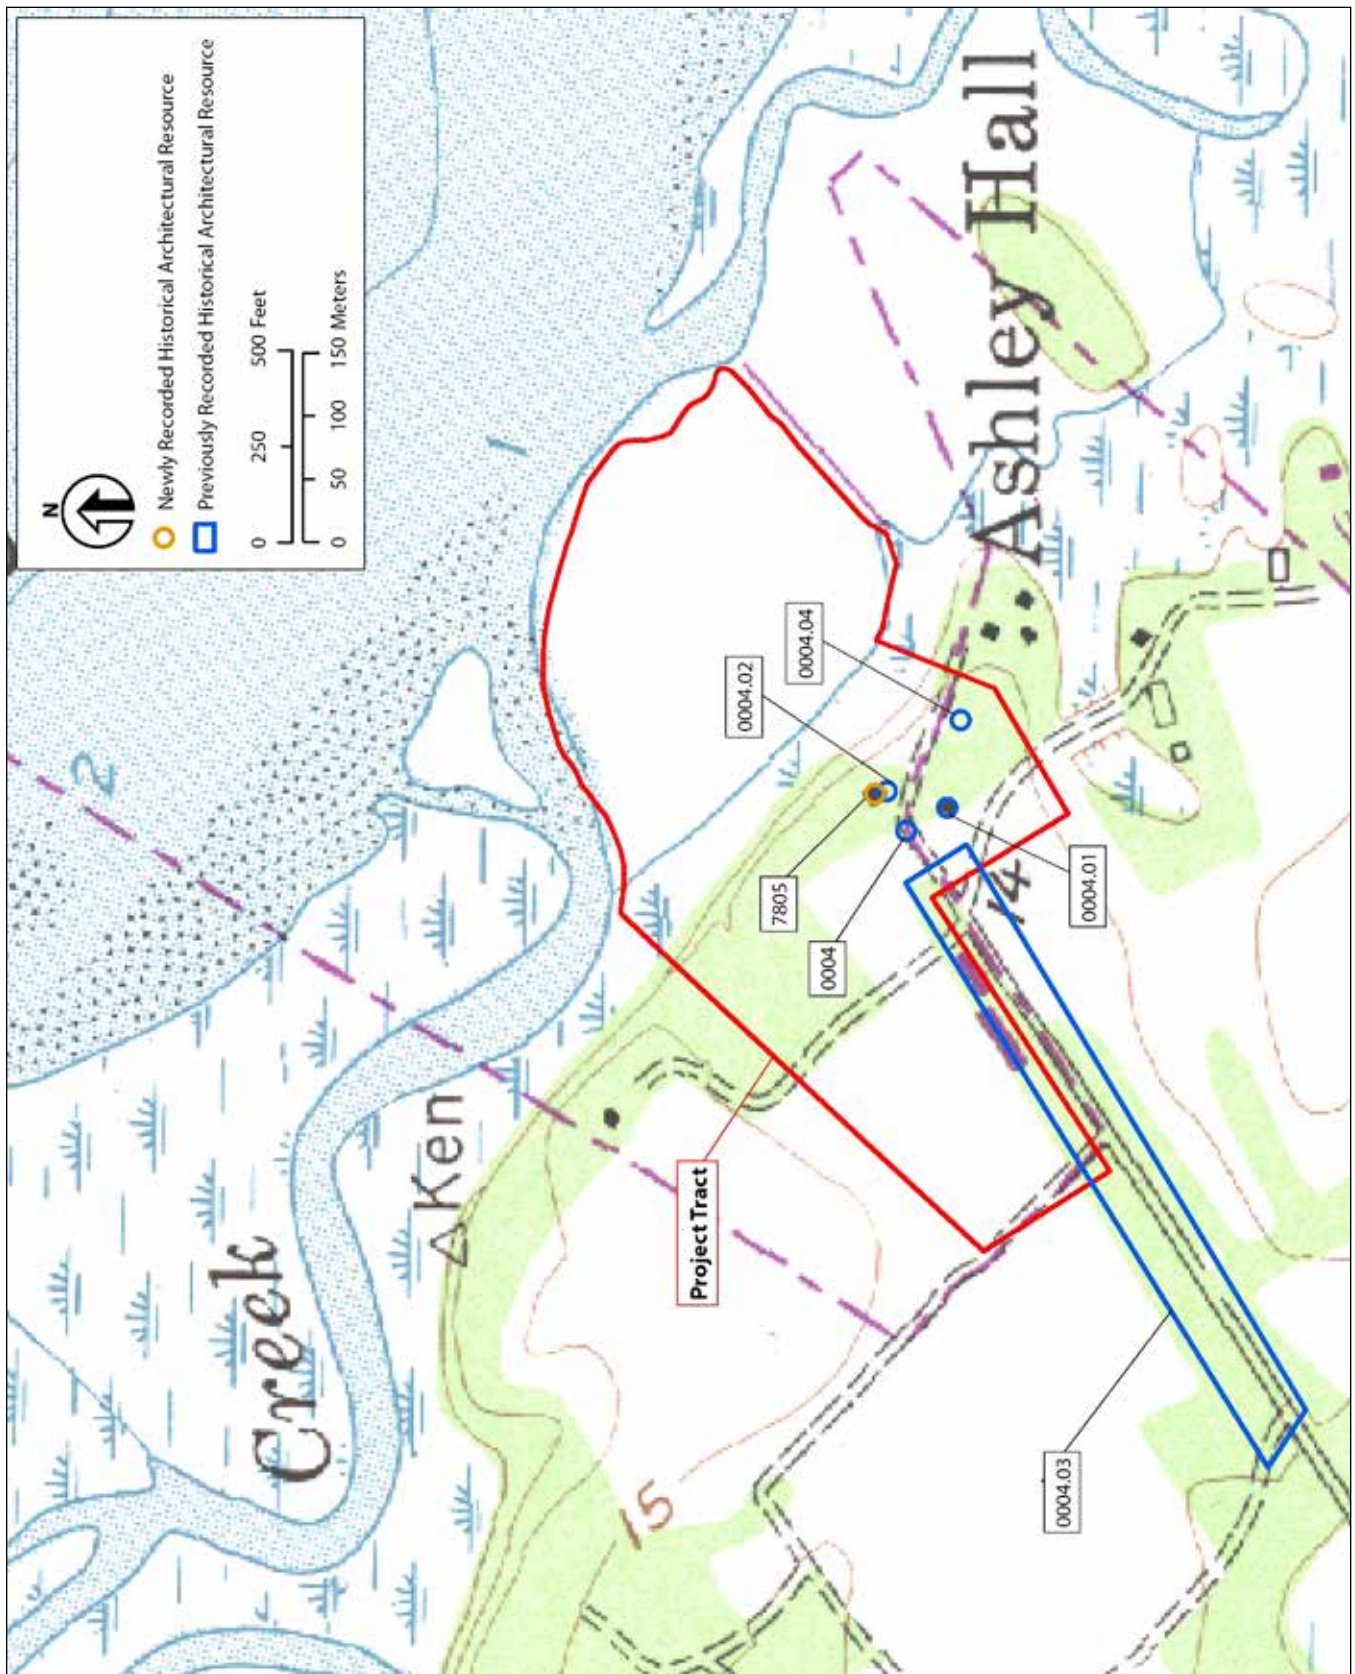 N
Newly Recorded Historical Architectural Resource
Previously Recorded Historical Architectural Resource
0 250 500 Feet
0 50 100 150 Meters
1
2
Creek
Ken
Ashley Hall
0004.02
0004.04
7805
0004
14
0004.01
Project Tract
0004.03
15